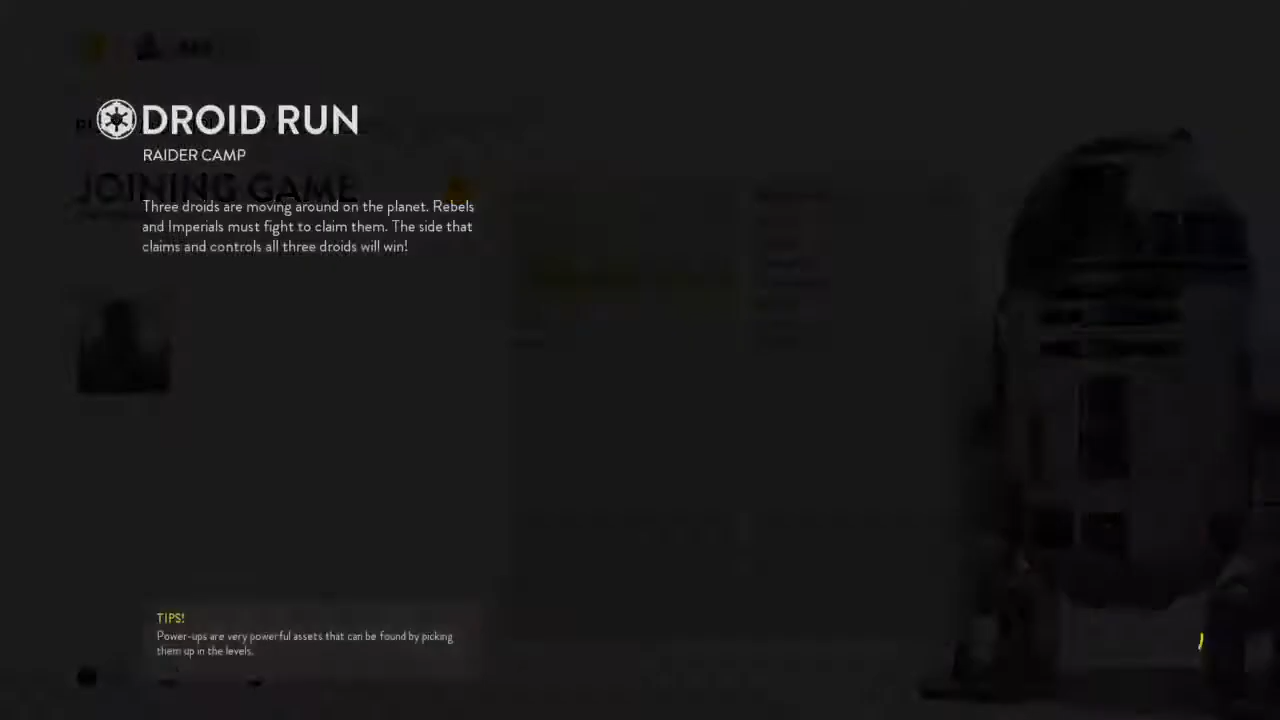 DROID RUN
RAIDER CAMP
JOINING GAME
Three droids are moving around on the planet. Rebels
and Imperials must fight to claim them. The side that
claims and controls all three droids will win!
TIPS!
Power-ups are very powerful assets that can be found by picking
them up in the levels.